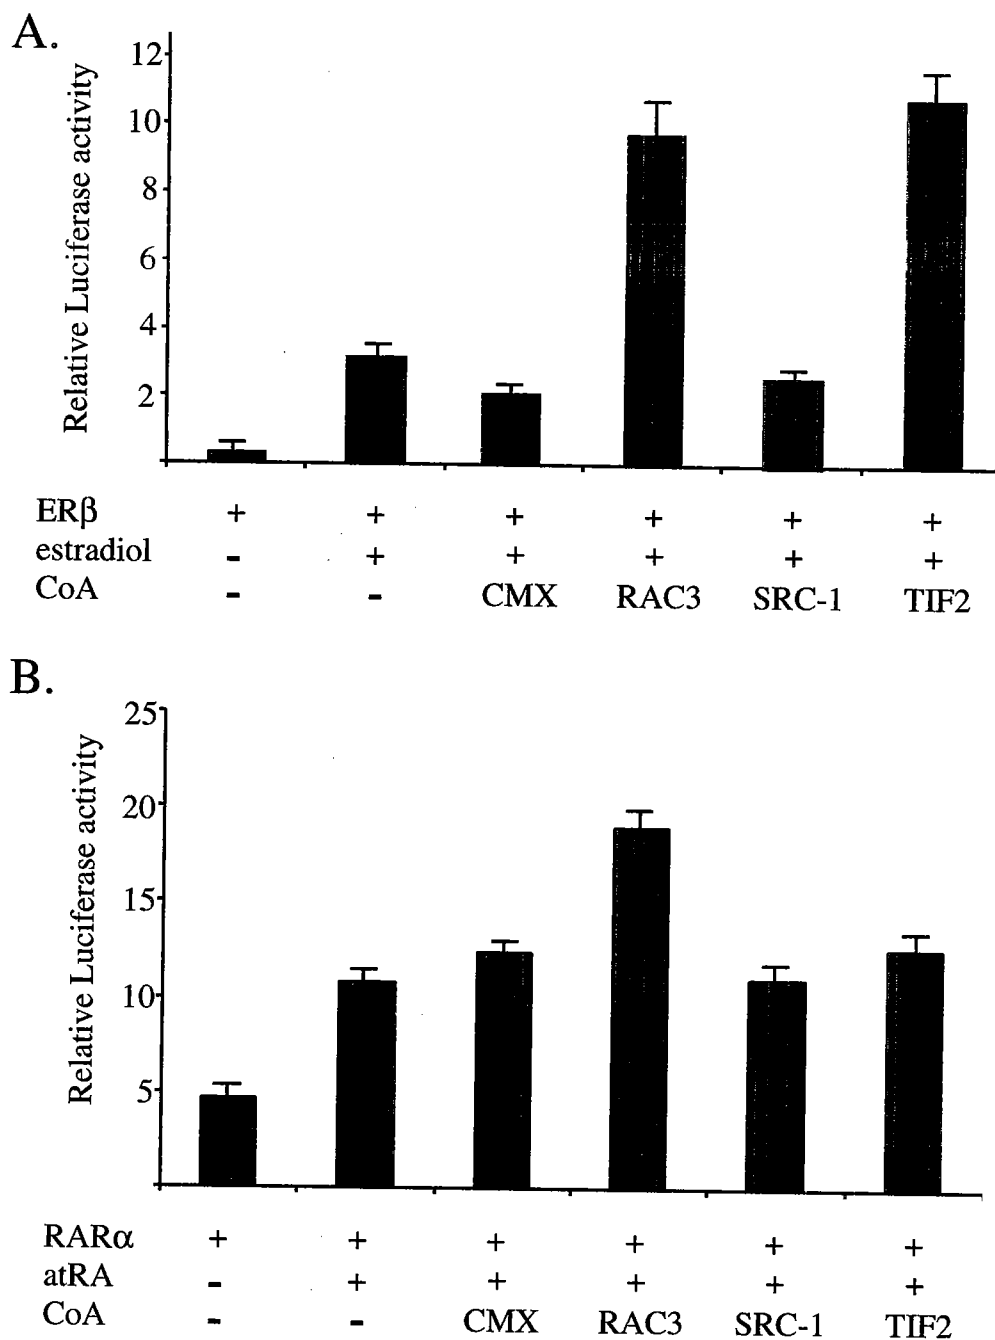 A.
Relative Luciferase activity
12
10
8
6
4
2
ERβ + + + + + +
estradiol - + + + + +
CoA - - CMX RAC3 SRC-1 TIF2
B.
Relative Luciferase activity
25
20
15
10
5
RARα + + + + + +
atRA - + + + + +
CoA - - CMX RAC3 SRC-1 TIF2